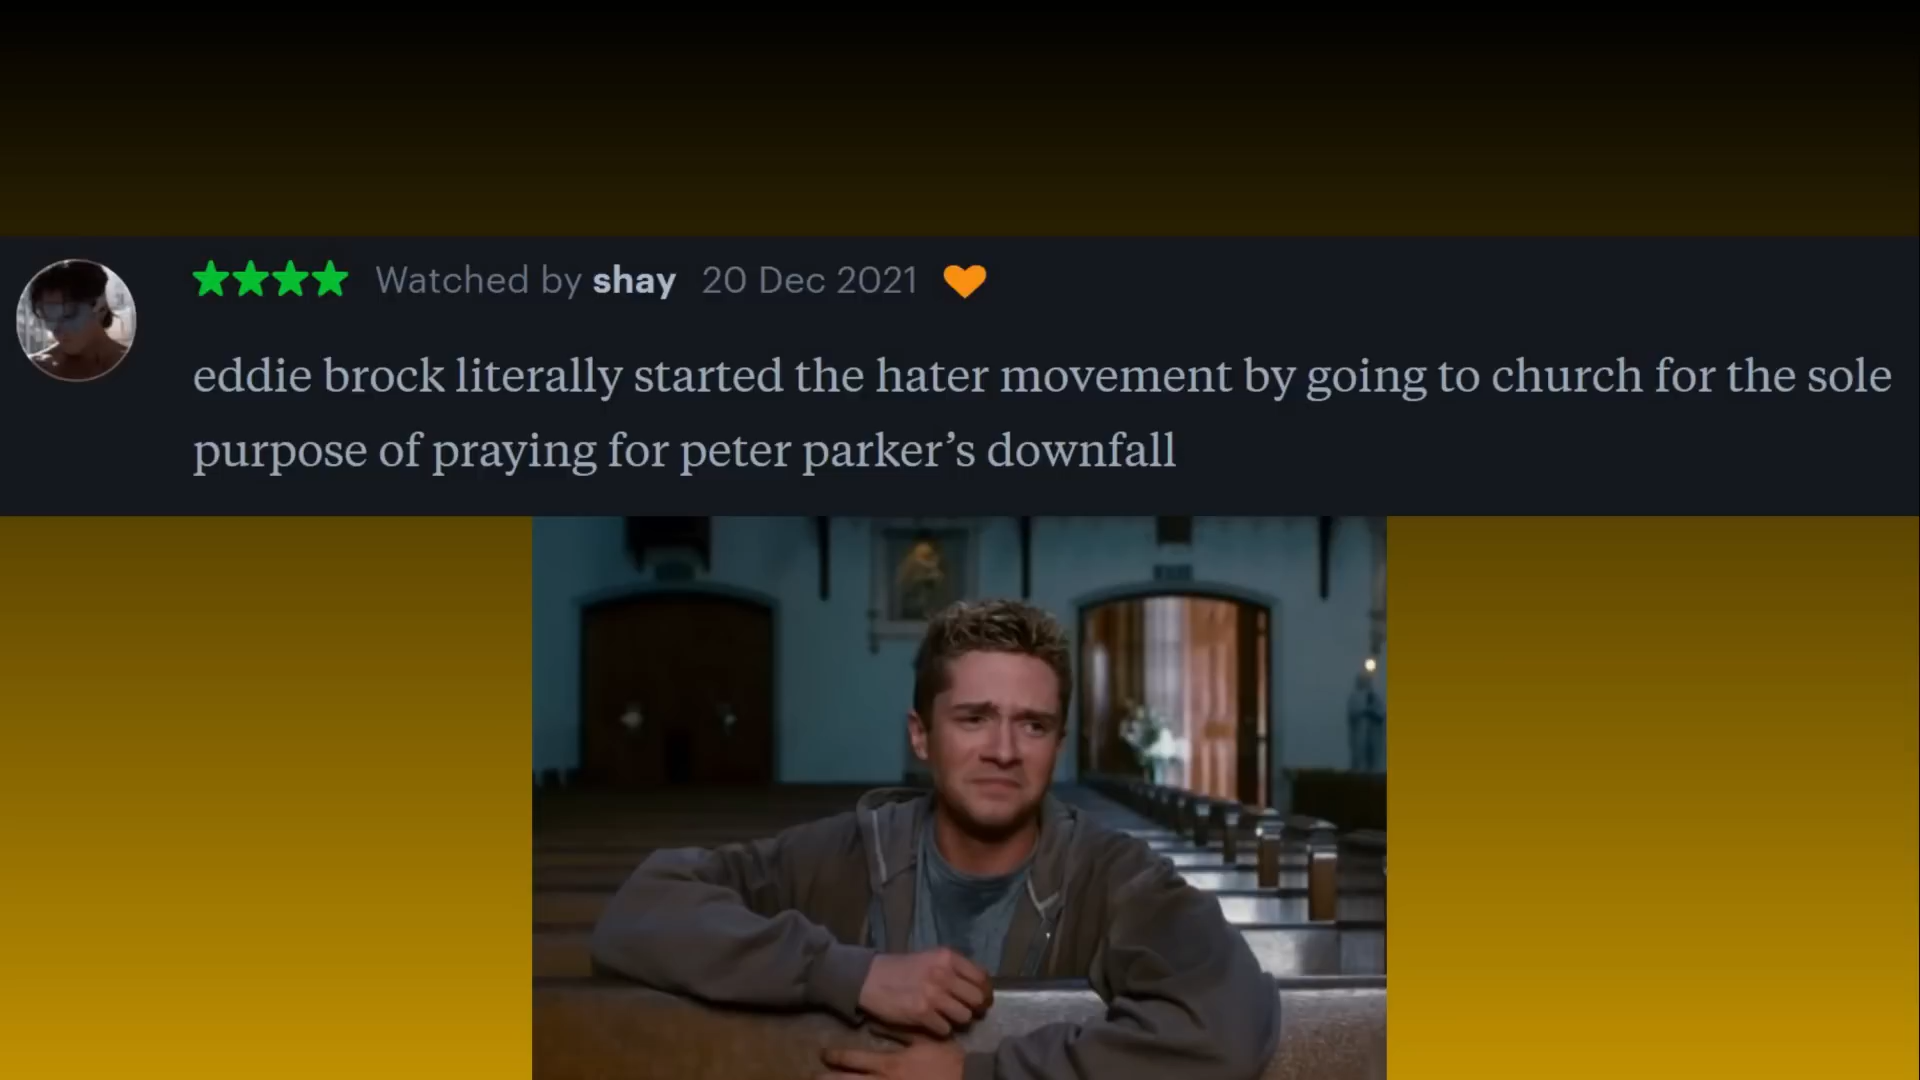 Watched by shay 20 Dec 2021
eddie brock literally started the hater movement by going to church for the sole
purpose of praying for peter parker’s downfall